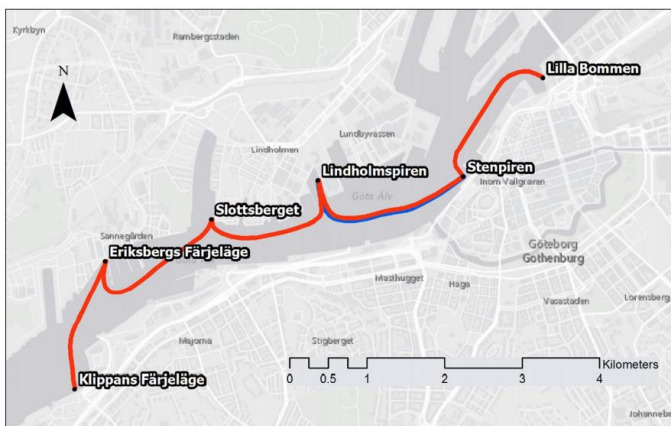 Kyrkbyn
Rambergsstaden
N
Lilla Bommen
Lindholmen
Lundbyvassen
Lindholmspiren
Stenpiren
Inom Vallgraven
Göta Älv
Slottsberget
Sannegården
Eriksbergs Färjeläge
Göteborg
Gothenburg
Masthugget
Haga
Lorensberg
Vasastaden
Majorna
Stigberget
Kilometers
0
0.5
1
2
3
4
Klippans Färjeläge
Johanneber